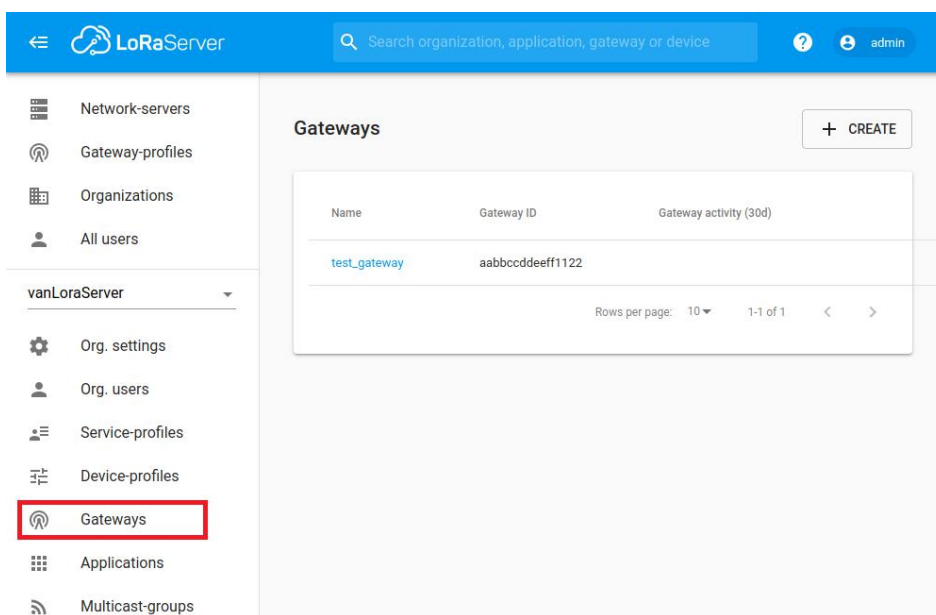 LoRaServer
Search organization, application, gateway or device
? admin
Network-servers
Gateway-profiles
Organizations
All users
vanLoraServer
Org. settings
Org. users
Service-profiles
Device-profiles
Gateways
Applications
Multicast-groups
Gateways
+ CREATE
Name Gateway ID Gateway activity (30d)
test_gateway aabbccddeeff1122
Rows per page: 10 1-1 of 1 < >